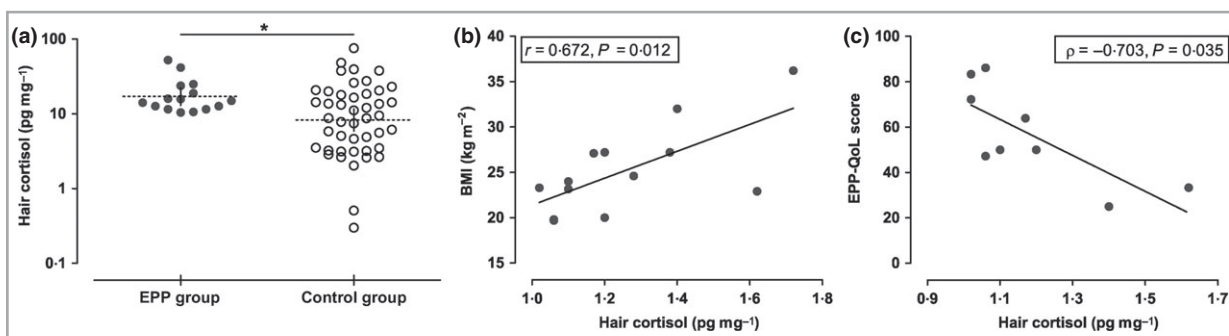 (a)
*
Hair cortisol (pg mg−1)
100
10
1
0·1
EPP group
Control group
(b)
r = 0·672, P = 0·012
BMI (kg m−2)
40
35
30
25
20
15
1·0
1·2
1·4
1·6
1·8
Hair cortisol (pg mg−1)
(c)
ρ = −0·703, P = 0·035
EPP-QoL score
100
80
60
40
20
0
0·9
1·1
1·3
1·5
1·7
Hair cortisol (pg mg−1)